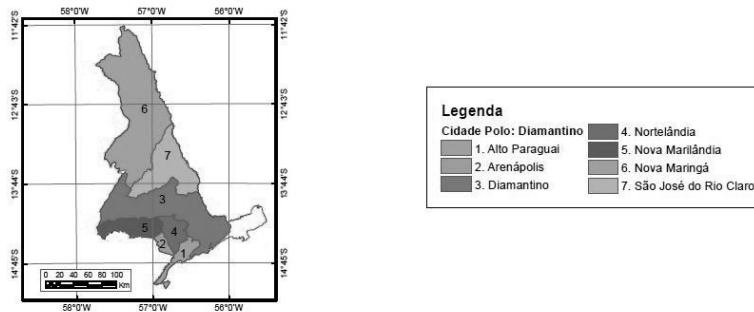 58°0'W 57°0'W 56°0'W
11°42'S
11°42'S
12°43'S
12°43'S
13°44'S
13°44'S
14°45'S
14°45'S
6
7
3
5
4
2
1
0 20 40 60 80 100
Km
58°0'W 57°0'W 56°0'W
Legenda
Cidade Polo: Diamantino
1. Alto Paraguai
2. Arenápolis
3. Diamantino
4. Nortelândia
5. Nova Marilândia
6. Nova Maringá
7. São José do Rio Claro